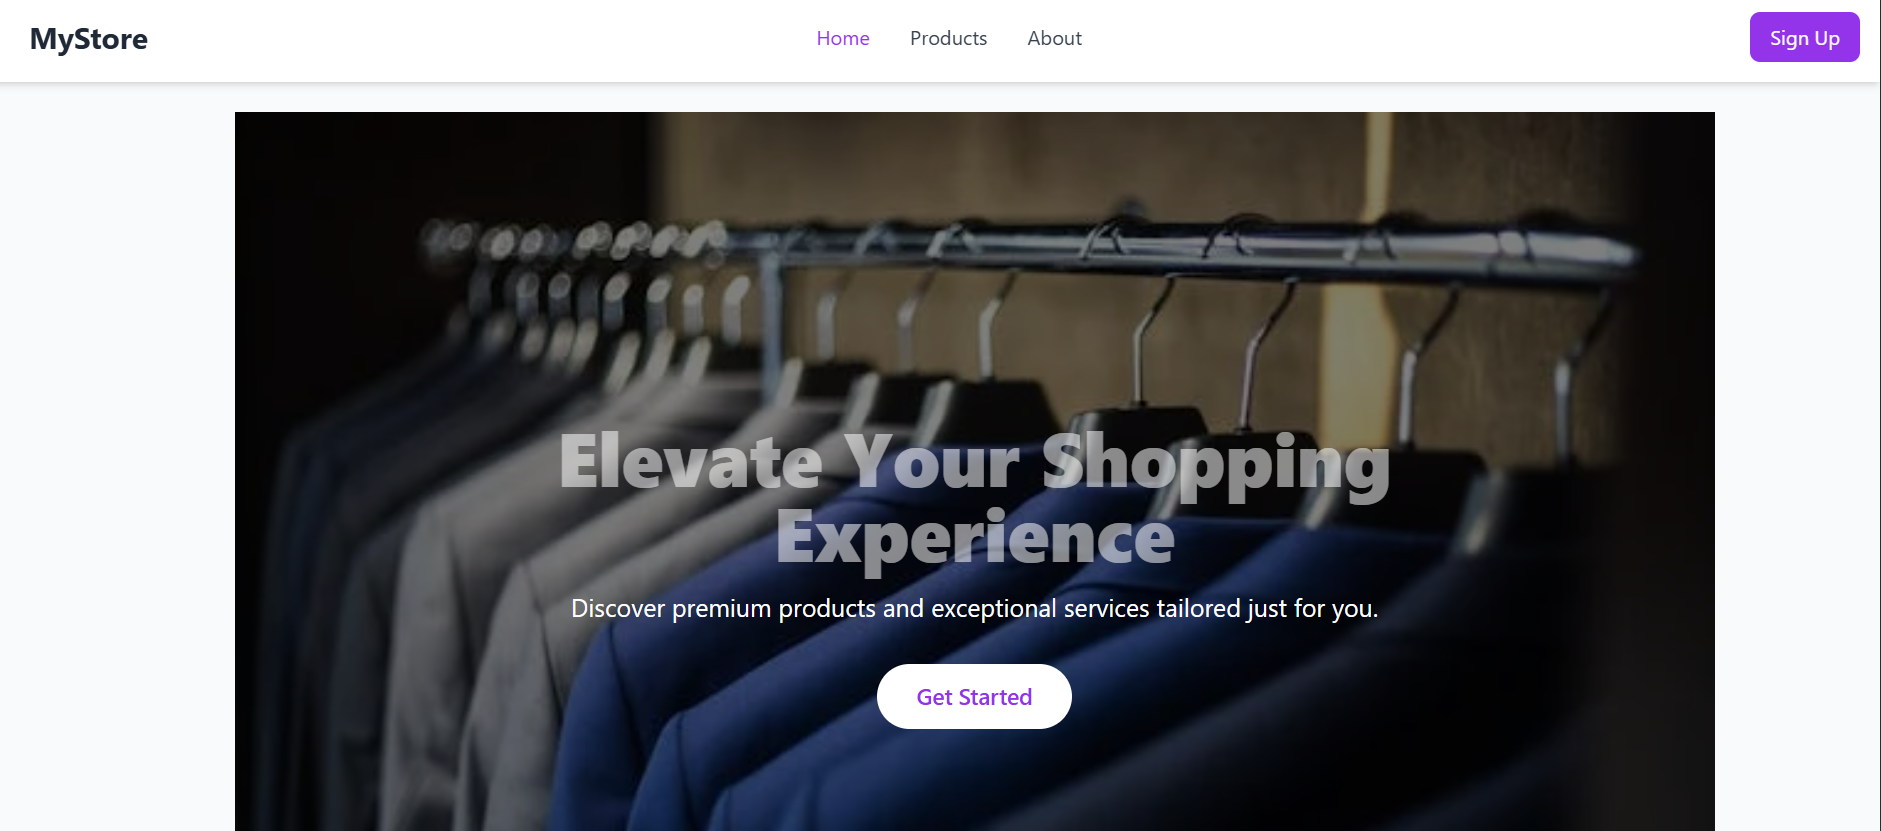 MyStore
Home
Products
About
Sign Up
Elevate Your Shopping
Experience
Discover premium products and exceptional services tailored just for you.
Get Started